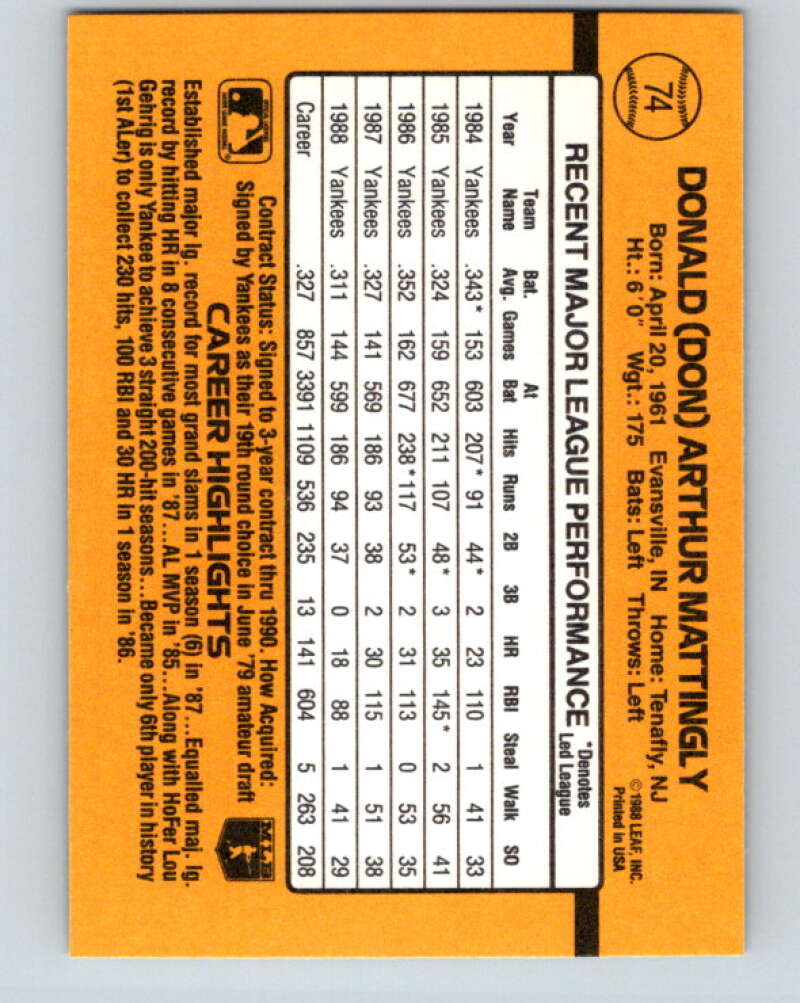 74
DONALD (DON) ARTHUR MATTINGLY
Born: April 20, 1961 Evansville, IN Home: Tenafly, NJ
Ht.: 6'0" Wgt.: 175 Bats: Left Throws: Left
©1988 LEAF, INC.
Printed in USA
RECENT MAJOR LEAGUE PERFORMANCE *Denotes Led League
Year Team Name Bat. Avg. Games At Bat Hits Runs 2B 3B HR RBI Steal Walk SO
1984 Yankees .343* 153 603 207* 91 44* 2 23 110 1 41 33
1985 Yankees .324 159 652 211 107 48* 3 35 145* 2 56 41
1986 Yankees .352 162 677 238* 117 53* 2 31 113 0 53 35
1987 Yankees .327 141 569 186 93 38 2 30 115 1 51 38
1988 Yankees .311 144 599 186 94 37 0 18 88 1 41 29
Career .327 857 3391 1109 536 235 13 141 604 5 263 208
Contract Status: Signed to 3-year contract thru 1990. How Acquired:
Signed by Yankees as their 19th round choice in June '79 amateur draft
MLB
CAREER HIGHLIGHTS
Established major lg. record for most grand slams in 1 season (6) in '87...Equalled maj. lg.
record by hitting HR in 8 consecutive games in '87...AL MVP in '85...Along with HoFer Lou
Gehrig is only Yankee to achieve 3 straight 200-hit seasons...Became only 6th player in history
(1st ALer) to collect 230 hits, 100 RBI and 30 HR in 1 season in '86.